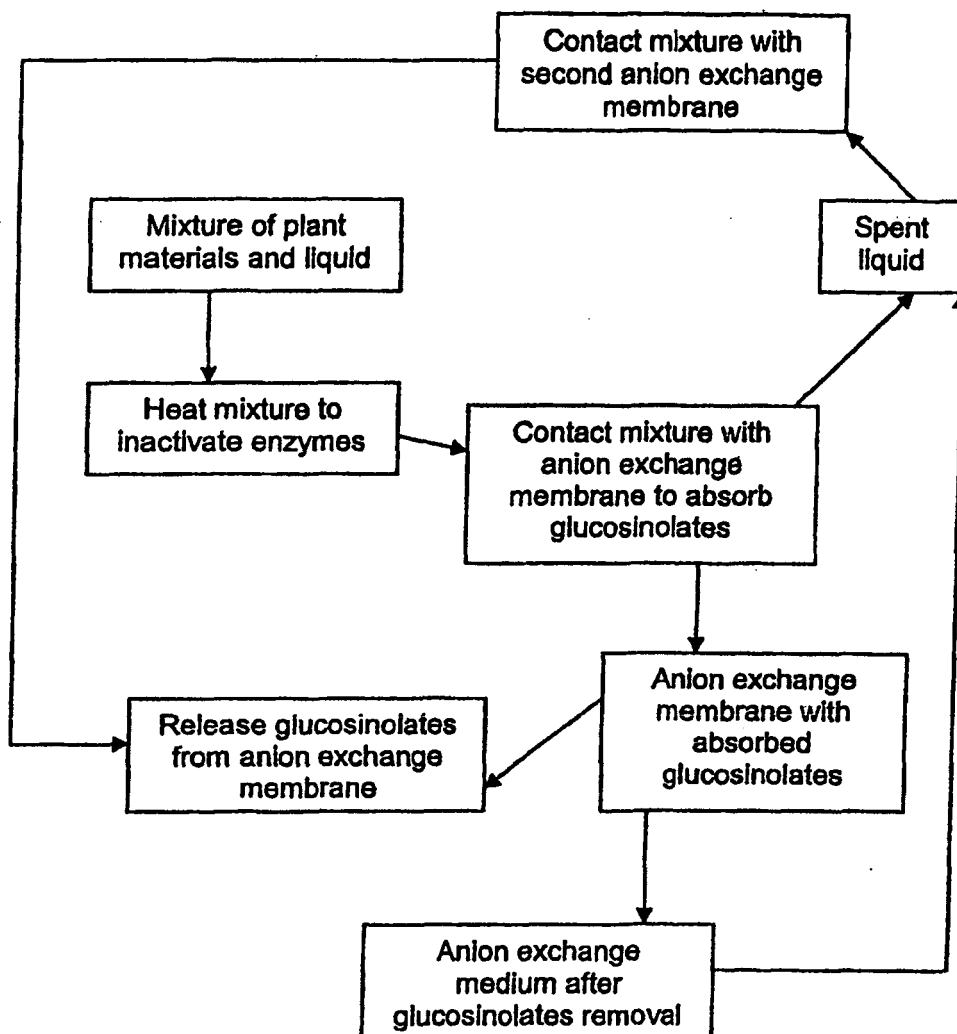 Contact mixture with
second anion exchange
membrane
Mixture of plant
materials and liquid
Spent
liquid
Heat mixture to
inactivate enzymes
Contact mixture with
anion exchange
membrane to absorb
glucosinolates
Anion exchange
membrane with
absorbed
glucosinolates
Release glucosinolates
from anion exchange
membrane
Anion exchange
medium after
glucosinolates removal